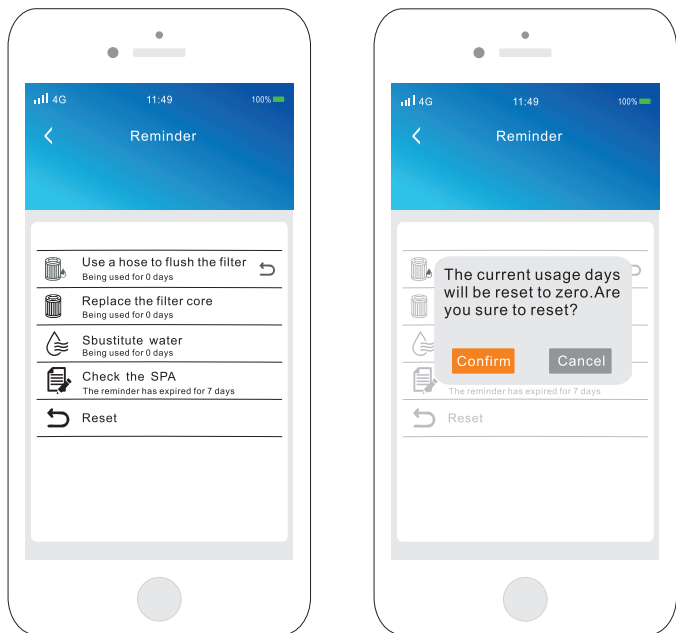 4G 11:49 100%
Reminder
Use a hose to flush the filter
Being used for 0 days
Replace the filter core
Being used for 0 days
Sbustitute water
Being used for 0 days
Check the SPA
The reminder has expired for 7 days
Reset
4G 11:49 100%
Reminder
The current usage days
will be reset to zero.Are
you sure to reset?
Confirm Cancel
The reminder has expired for 7 days
Reset